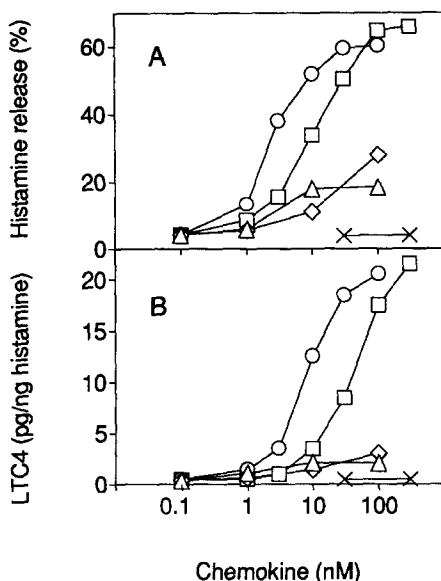 Histamine release (%)
60
40
20
0
A
LTC4 (pg/ng histamine)
20
15
10
5
0
B
0.1 1 10 100
Chemokine (nM)